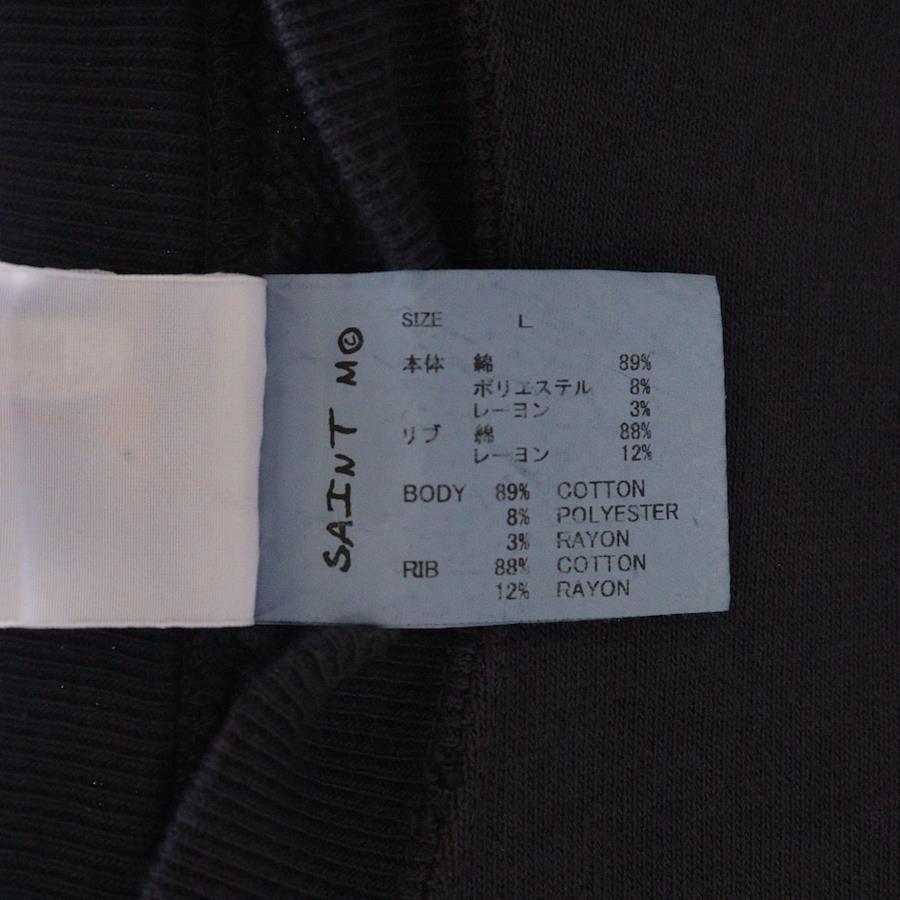 SAINT M©
SIZE L
本体 綿 89%
ポリエステル 8%
レーヨン 3%
リブ 綿 88%
レーヨン 12%
BODY 89% COTTON
8% POLYESTER
3% RAYON
RIB 88% COTTON
12% RAYON